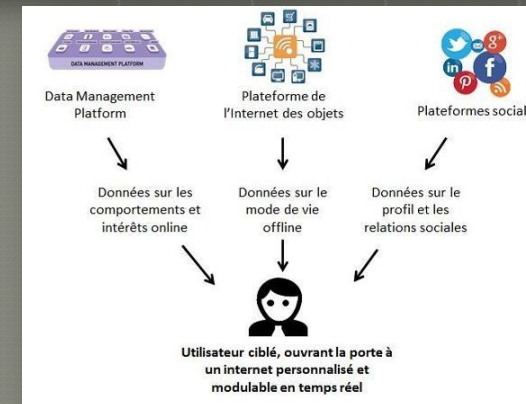 DATA MANAGEMENT PLATFORM
Data Management
Platform
Plateforme de
l'Internet des objets
g+
in
f
Plateformes social
Données sur les
comportements et
intérêts online
Données sur le
mode de vie
offline
Données sur le
profil et les
relations sociales
Utilisateur ciblé, ouvrant la porte à
un internet personnalisé et
modulable en temps réel